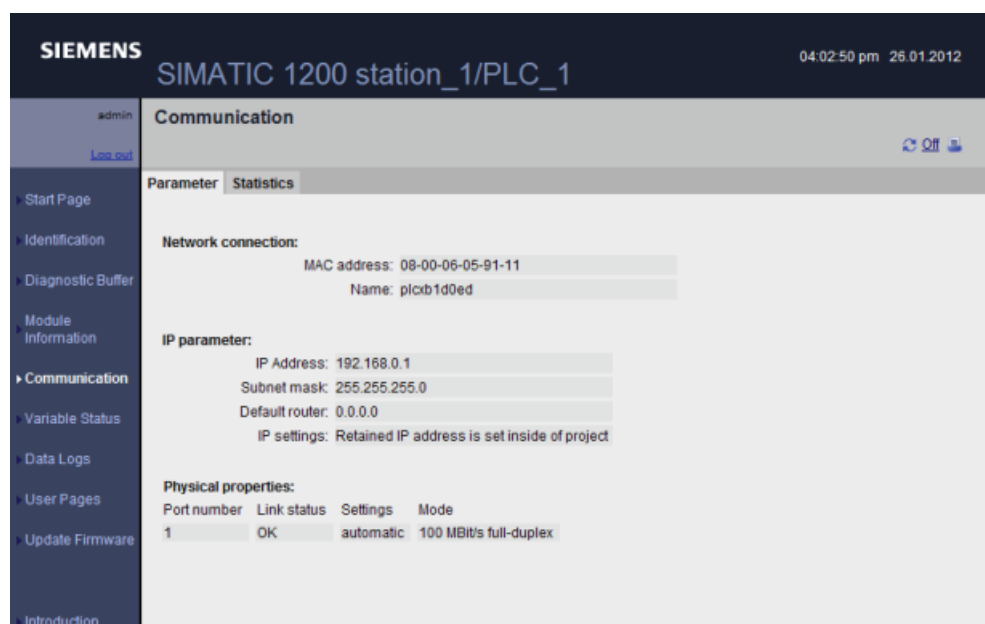 SIEMENS
SIMATIC 1200 station_1/PLC_1
04:02:50 pm 26.01.2012
admin
Log out
Communication
Off
Start Page
Identification
Diagnostic Buffer
Module
Information
Communication
Variable Status
Data Logs
User Pages
Update Firmware
Introduction
Parameter Statistics
Network connection:
MAC address: 08-00-06-05-91-11
Name: plcxb1d0ed
IP parameter:
IP Address: 192.168.0.1
Subnet mask: 255.255.255.0
Default router: 0.0.0.0
IP settings: Retained IP address is set inside of project
Physical properties:
Port number Link status Settings Mode
1 OK automatic 100 MBit/s full-duplex